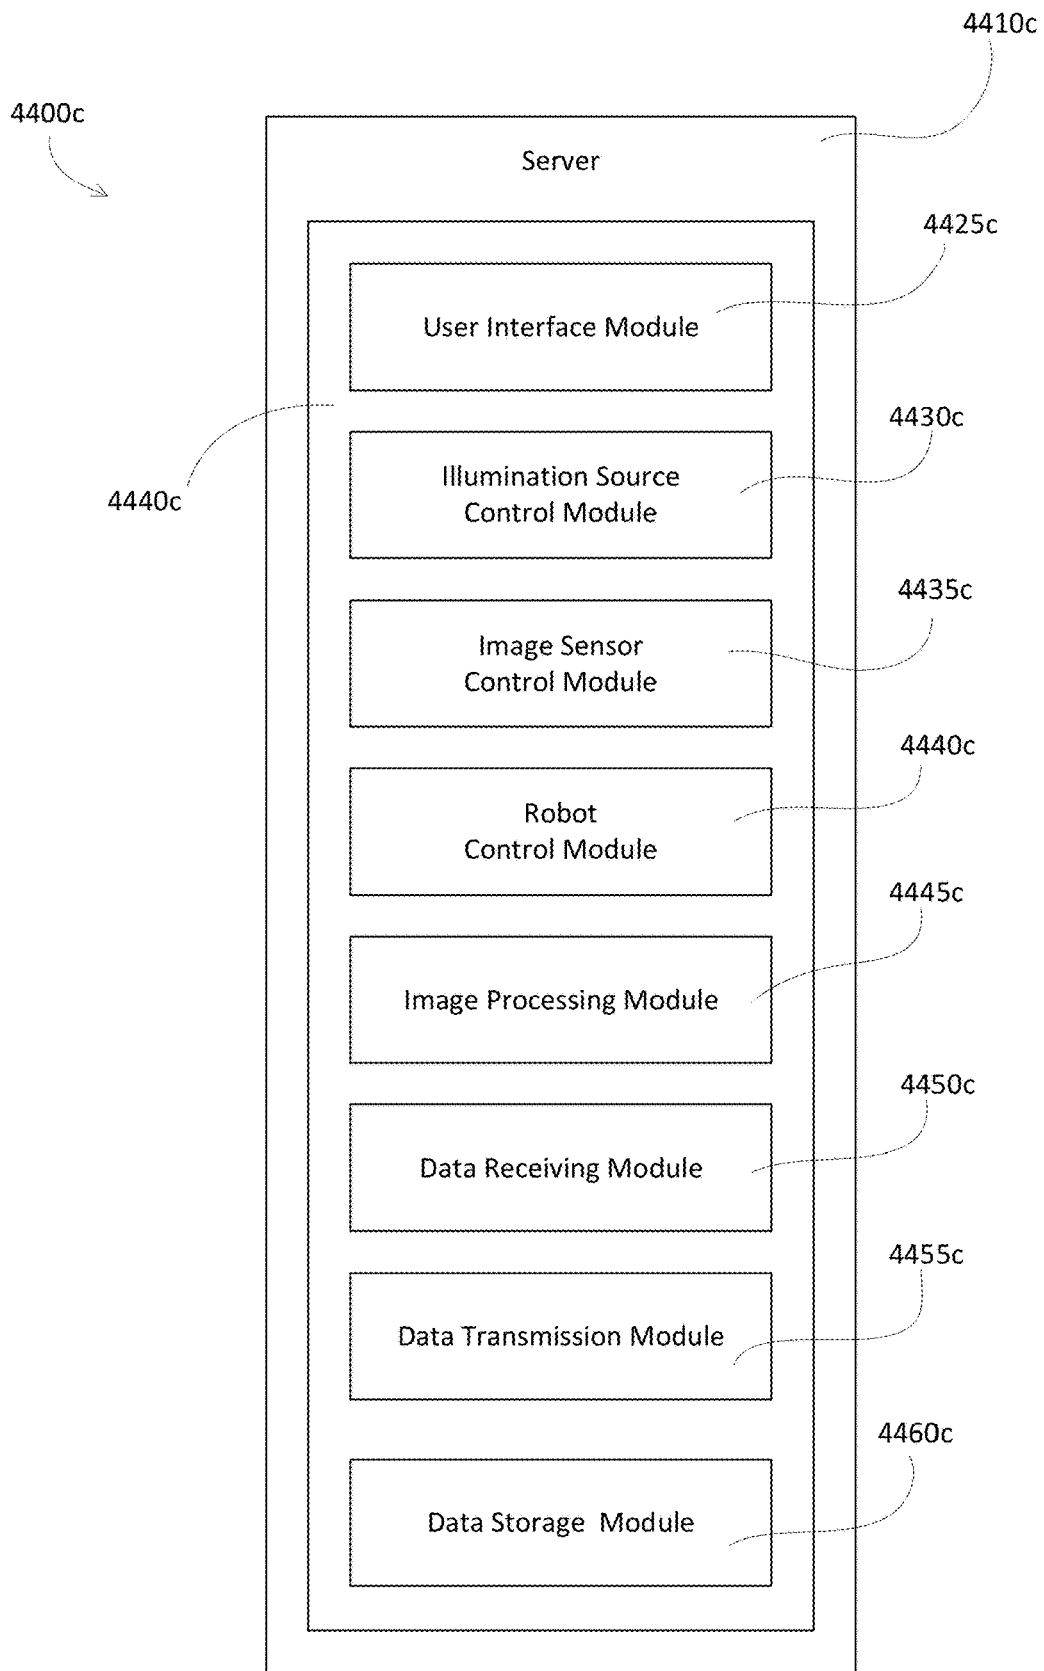 4410c
4400c
Server
4425c
User Interface Module
4430c
4440c
Illumination Source
Control Module
4435c
Image Sensor
Control Module
4440c
Robot
Control Module
4445c
Image Processing Module
4450c
Data Receiving Module
4455c
Data Transmission Module
4460c
Data Storage  Module